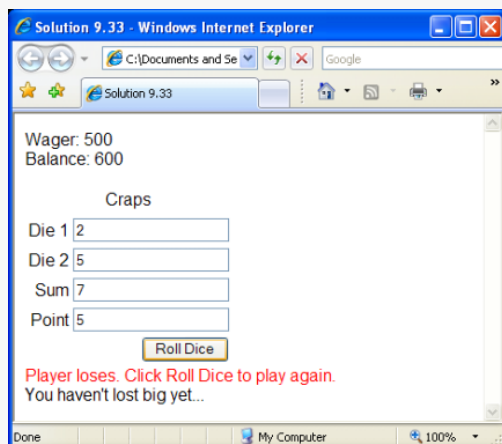 Solution 9.33 - Windows Internet Explorer
C:\Documents and Se
Google
Solution 9.33
»
Wager: 500
Balance: 600
Craps
Die 1 2
Die 2 5
Sum 7
Point 5
Roll Dice
Player loses. Click Roll Dice to play again.
You haven't lost big yet...
Done My Computer 100%